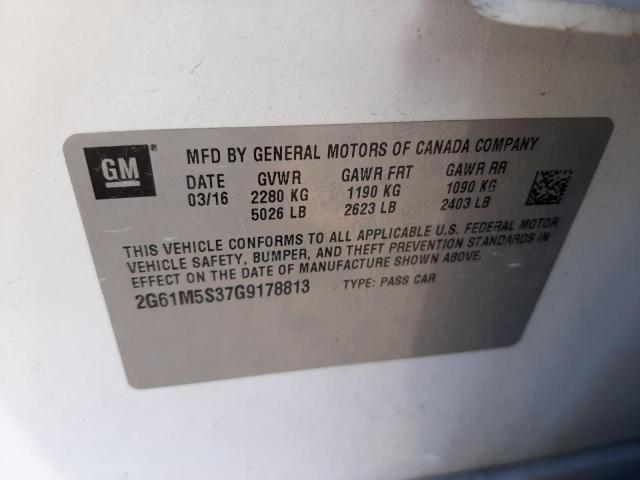 GM®
MFD BY GENERAL MOTORS OF CANADA COMPANY
DATE GVWR GAWR FRT GAWR RR
03/16 2280 KG 1190 KG 1090 KG
5026 LB 2623 LB 2403 LB
THIS VEHICLE CONFORMS TO ALL APPLICABLE U.S. FEDERAL MOTOR
VEHICLE SAFETY, BUMPER, AND THEFT PREVENTION STANDARDS IN
EFFECT ON THE DATE OF MANUFACTURE SHOWN ABOVE.
2G61M5S37G9178813 TYPE: PASS CAR